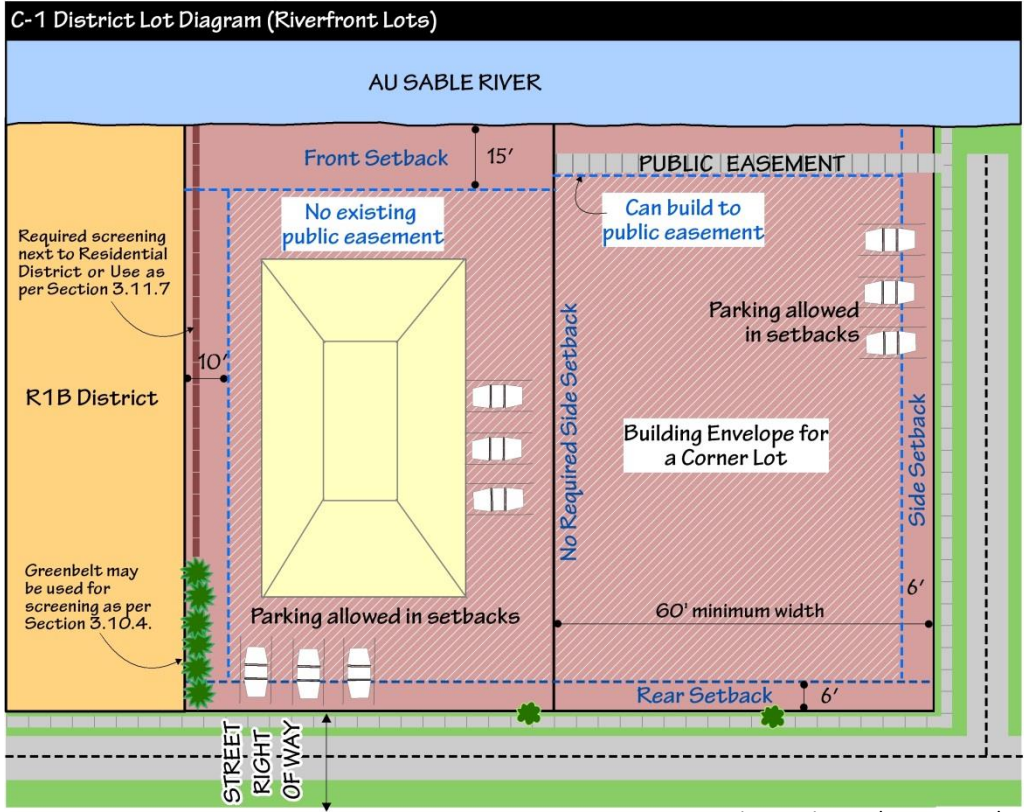 C-1 District Lot Diagram (Riverfront Lots)
AU SABLE RIVER
Front Setback
15'
PUBLIC EASEMENT
No existing
public easement
Can build to
public easement
Required screening
next to Residential
District or Use as
per Section 3.11.7
Parking allowed
in setbacks
10'
R1B District
No Required Side Setback
Building Envelope for
a Corner Lot
Side Setback
Greenbelt may
be used for
screening as per
Section 3.10.4.
6'
60' minimum width
Parking allowed in setbacks
Rear Setback
6'
STREET
RIGHT
OF WAY